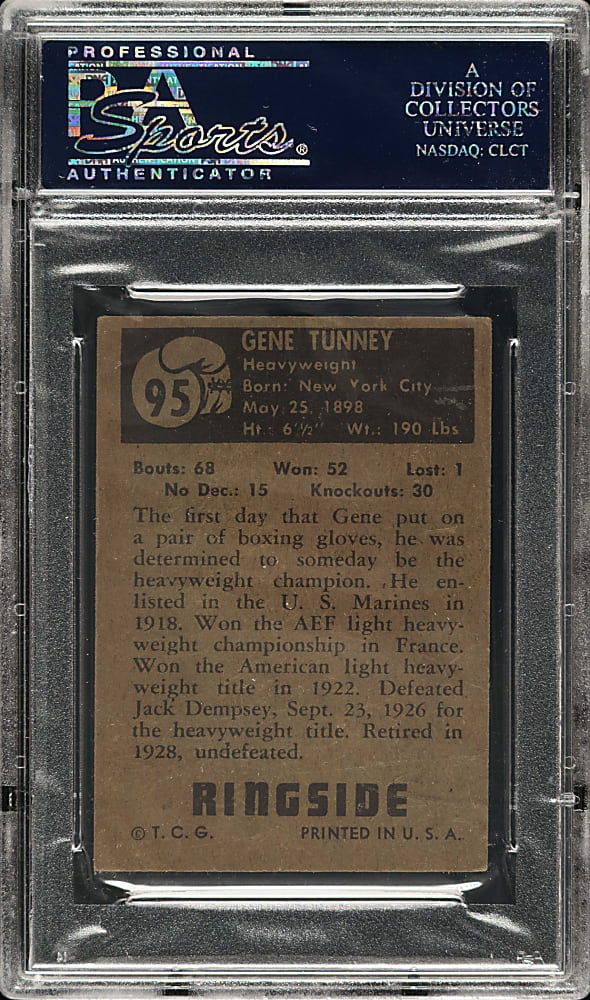 PROFESSIONAL
PSA
Sports®
AUTHENTICATOR
A
DIVISION OF
COLLECTORS
UNIVERSE
NASDAQ: CLCT
95
GENE TUNNEY
Heavyweight
Born: New York City
May 25, 1898
Ht.: 6'½" Wt.: 190 Lbs
Bouts: 68 Won: 52 Lost: 1
No Dec.: 15 Knockouts: 30
The first day that Gene put on
a pair of boxing gloves, he was
determined to someday be the
heavyweight champion. He en-
listed in the U. S. Marines in
1918. Won the AEF light heavy-
weight championship in France.
Won the American light heavy-
weight title in 1922. Defeated
Jack Dempsey, Sept. 23, 1926 for
the heavyweight title. Retired in
1928, undefeated.
RINGSIDE
© T. C. G. PRINTED IN U. S. A.